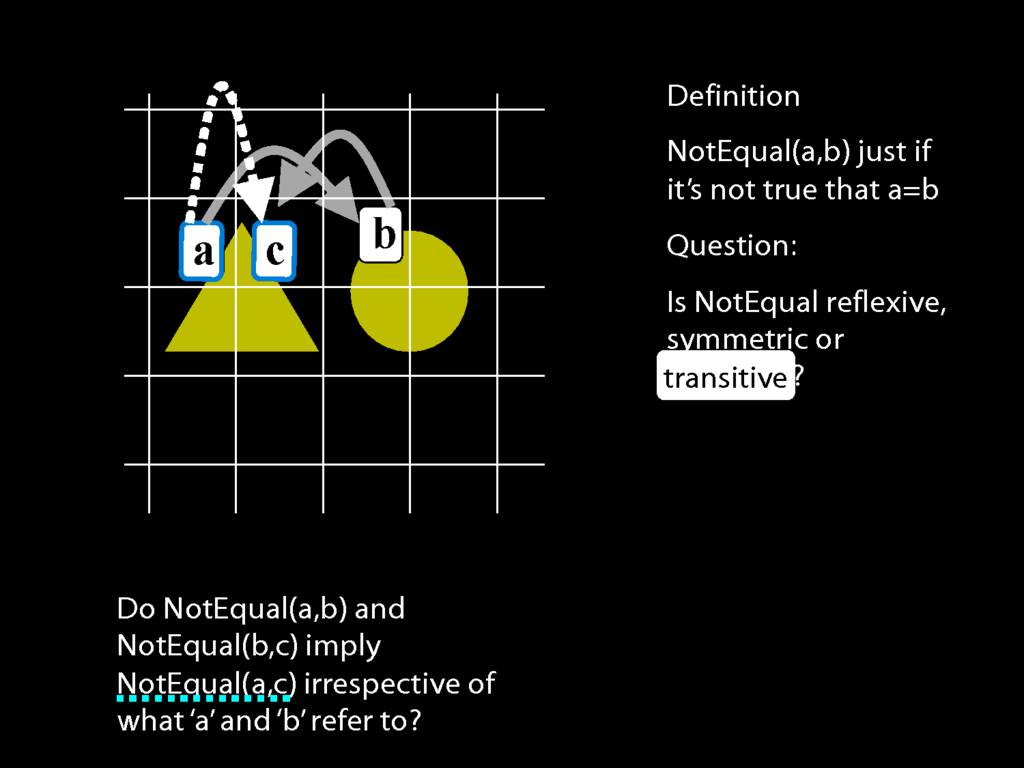 Definition
NotEqual(a,b) just if
it’s not true that a=b
Question:
Is NotEqual reflexive,
symmetric or
transitive?
a c b
Do NotEqual(a,b) and
NotEqual(b,c) imply
NotEqual(a,c) irrespective of
what ‘a’ and ‘b’ refer to?